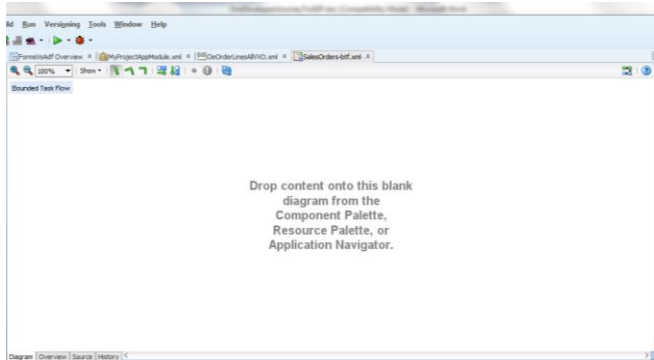 ild Run Versioning Tools Window Help
FormsVsAdf Overview MyProjectAppModule.xml OeOrderLinesAllVO.xml SalesOrders-btf.xml
100% Show
Bounded Task Flow
Drop content onto this blank
diagram from the
Component Palette,
Resource Palette, or
Application Navigator.
Diagram Overview Source History